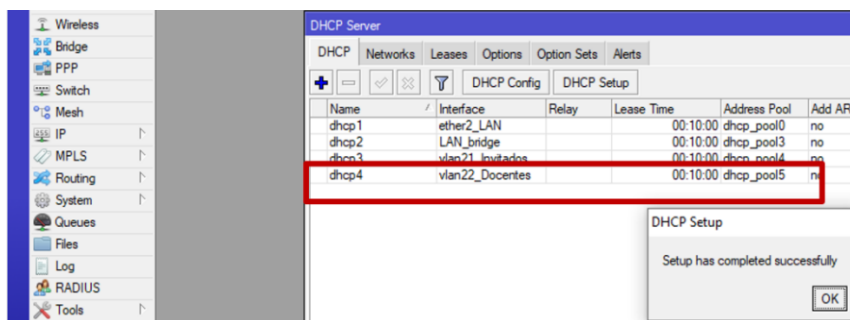 Wireless
Bridge
PPP
Switch
Mesh
IP
MPLS
Routing
System
Queues
Files
Log
RADIUS
Tools
DHCP Server
DHCP Networks Leases Options Option Sets Alerts
DHCP Config DHCP Setup
Name Interface Relay Lease Time Address Pool Add AR
dhcp1 ether2_LAN 00:10:00 dhcp_pool0 no
dhcp2 LAN_bridge 00:10:00 dhcp_pool3 no
dhcp3 vlan21_Invitados 00:10:00 dhcp_pool4 no
dhcp4 vlan22_Docentes 00:10:00 dhcp_pool5 no
DHCP Setup
Setup has completed successfully
OK